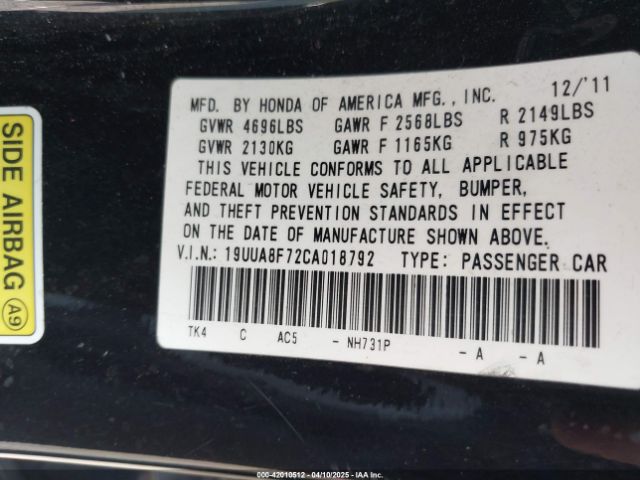 SIDE AIRBAG A9
MFD. BY HONDA OF AMERICA MFG., INC. 12/'11
GVWR 4696LBS GAWR F 2568LBS R 2149LBS
GVWR 2130KG GAWR F 1165KG R 975KG
THIS VEHICLE CONFORMS TO ALL APPLICABLE
FEDERAL MOTOR VEHICLE SAFETY, BUMPER,
AND THEFT PREVENTION STANDARDS IN EFFECT
ON THE DATE OF MANUFACTURE SHOWN ABOVE.
V.I.N.: 19UUA8F72CA018792 TYPE: PASSENGER CAR
TK4 C AC5 - NH731P - A - A
000-42010512 - 04/10/2025 - www.iaai.com